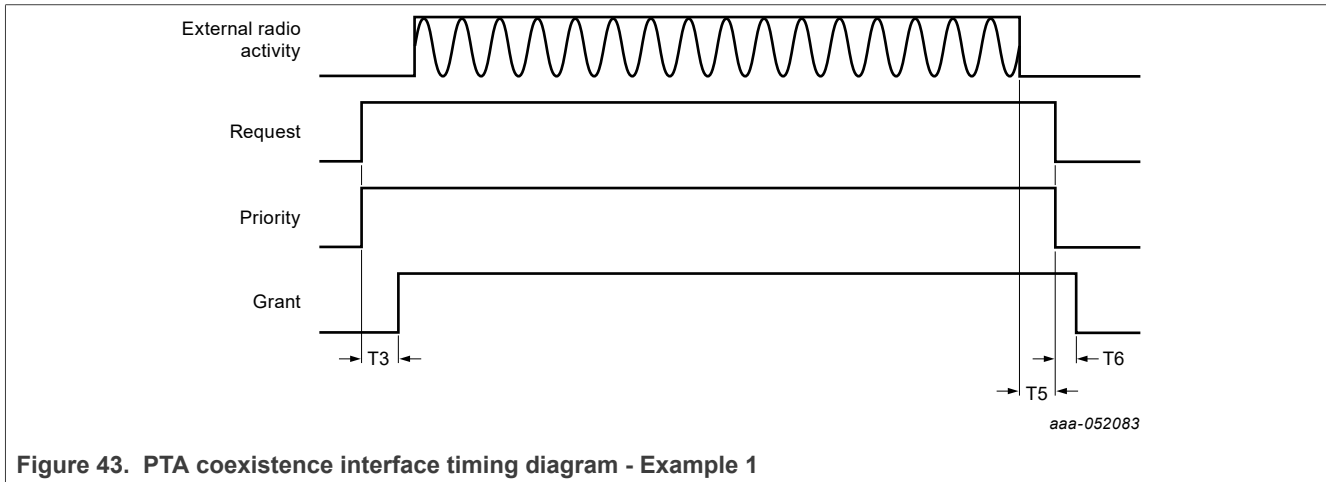 External radio
activity
Request
Priority
Grant
T3
T6
T5
aaa-052083
Figure 43. PTA coexistence interface timing diagram - Example 1